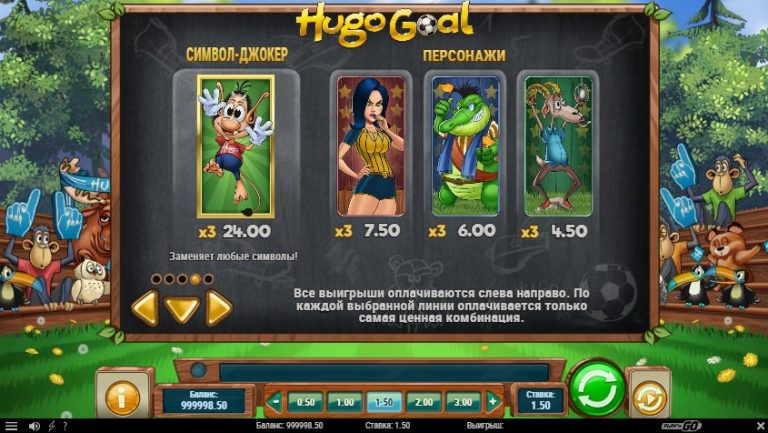 Hugo Goal
СИМВОЛ-ДЖОКЕР
ПЕРСОНАЖИ
x3 24.00
x3 7.50
x3 6.00
x3 4.50
Заменяет любые символы!
Все выигрыши оплачиваются слева направо. По
каждой выбранной линии оплачивается только
самая ценная комбинация.
Баланс:
999998.50
- 0.50 1.00 1.50 2.00 3.00 +
Ставка:
1.50
Баланс: 999998.50 Ставка: 1.50 Выигрыш:
PLAY'n GO